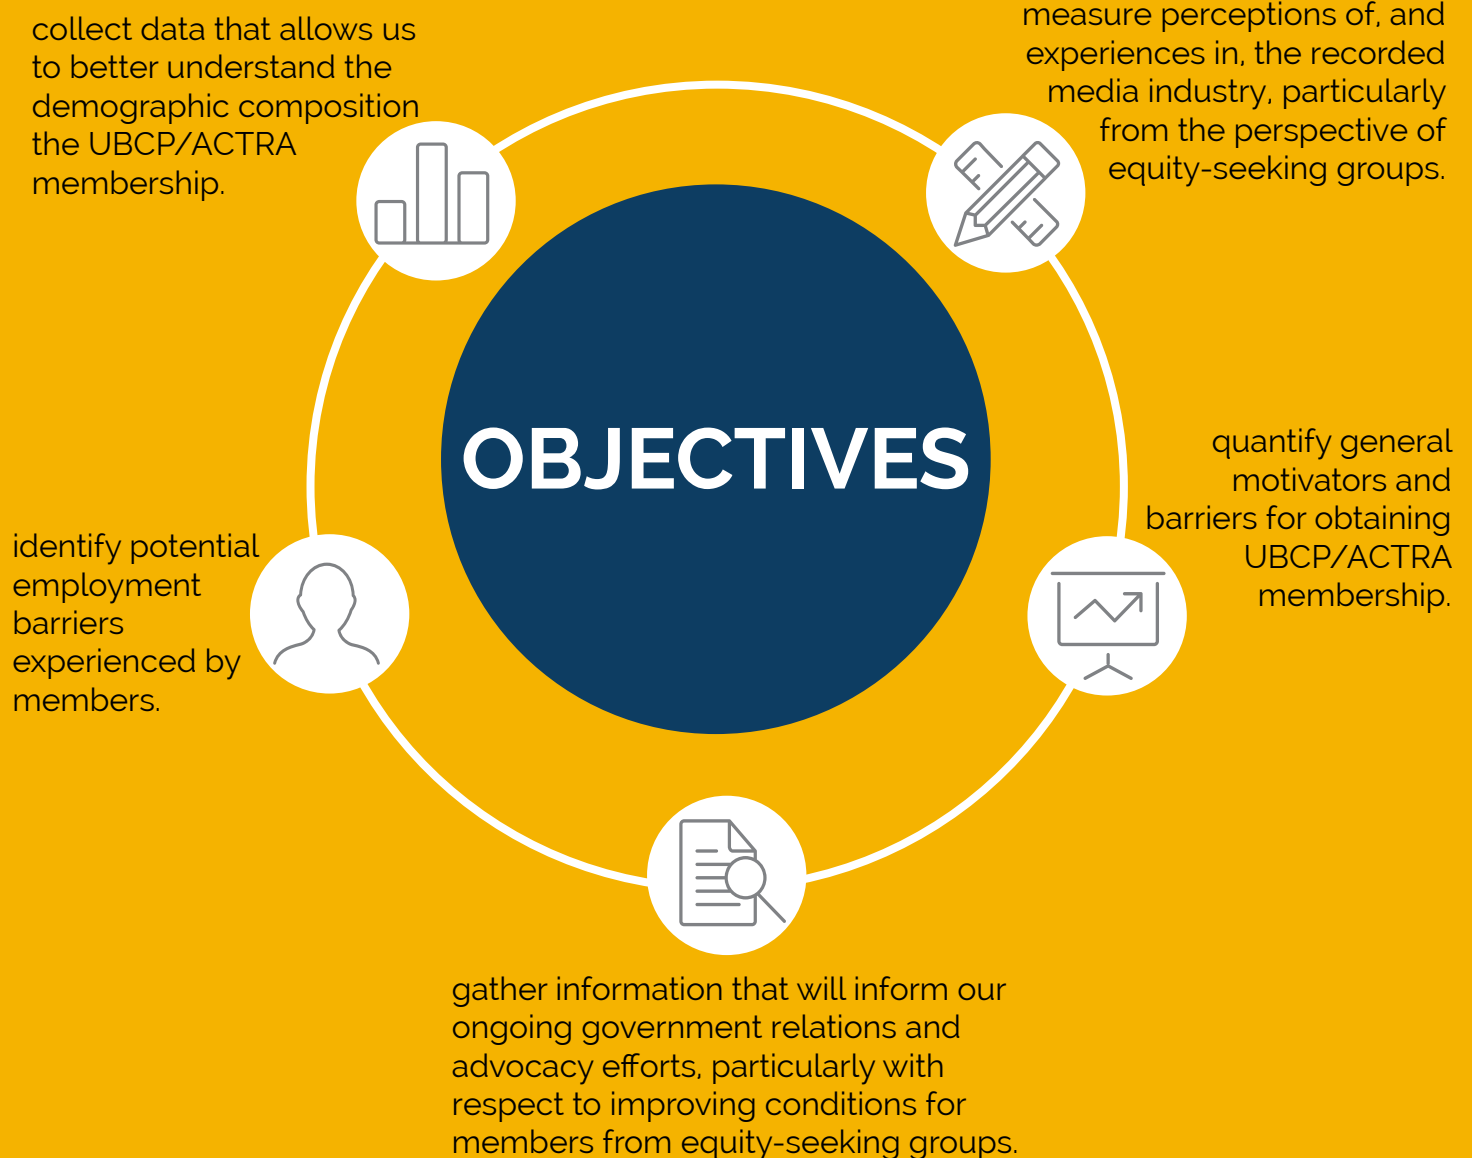 collect data that allows us
to better understand the
demographic composition
the UBCP/ACTRA
membership.
measure perceptions of, and
experiences in, the recorded
media industry, particularly
from the perspective of
equity-seeking groups.
OBJECTIVES
quantify general
motivators and
barriers for obtaining
UBCP/ACTRA
membership.
identify potential
employment
barriers
experienced by
members.
gather information that will inform our
ongoing government relations and
advocacy efforts, particularly with
respect to improving conditions for
members from equity-seeking groups.